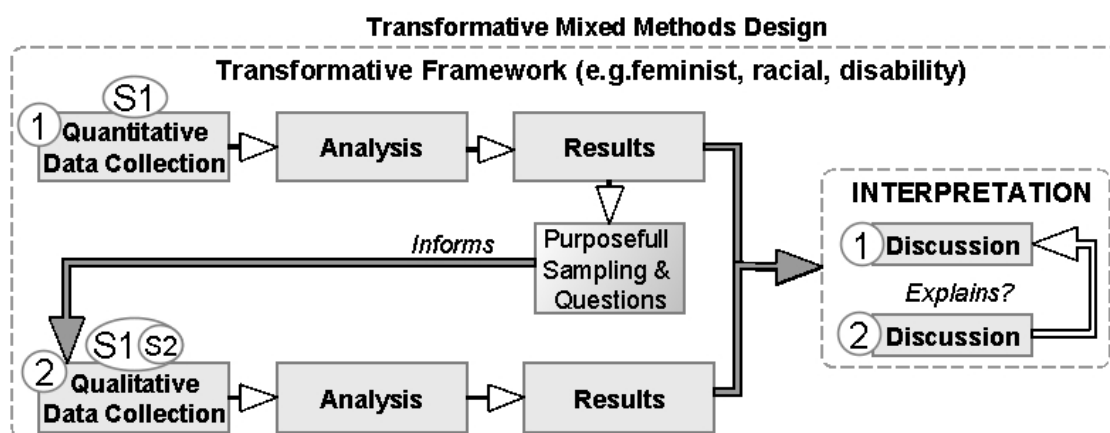 Transformative Mixed Methods Design
Transformative Framework (e.g.feminist, racial, disability)
S1
1
Quantitative
Data Collection
Analysis
Results
Informs
Purposefull
Sampling &
Questions
S1 S2
2
Qualitative
Data Collection
Analysis
Results
INTERPRETATION
1
Discussion
Explains?
2
Discussion